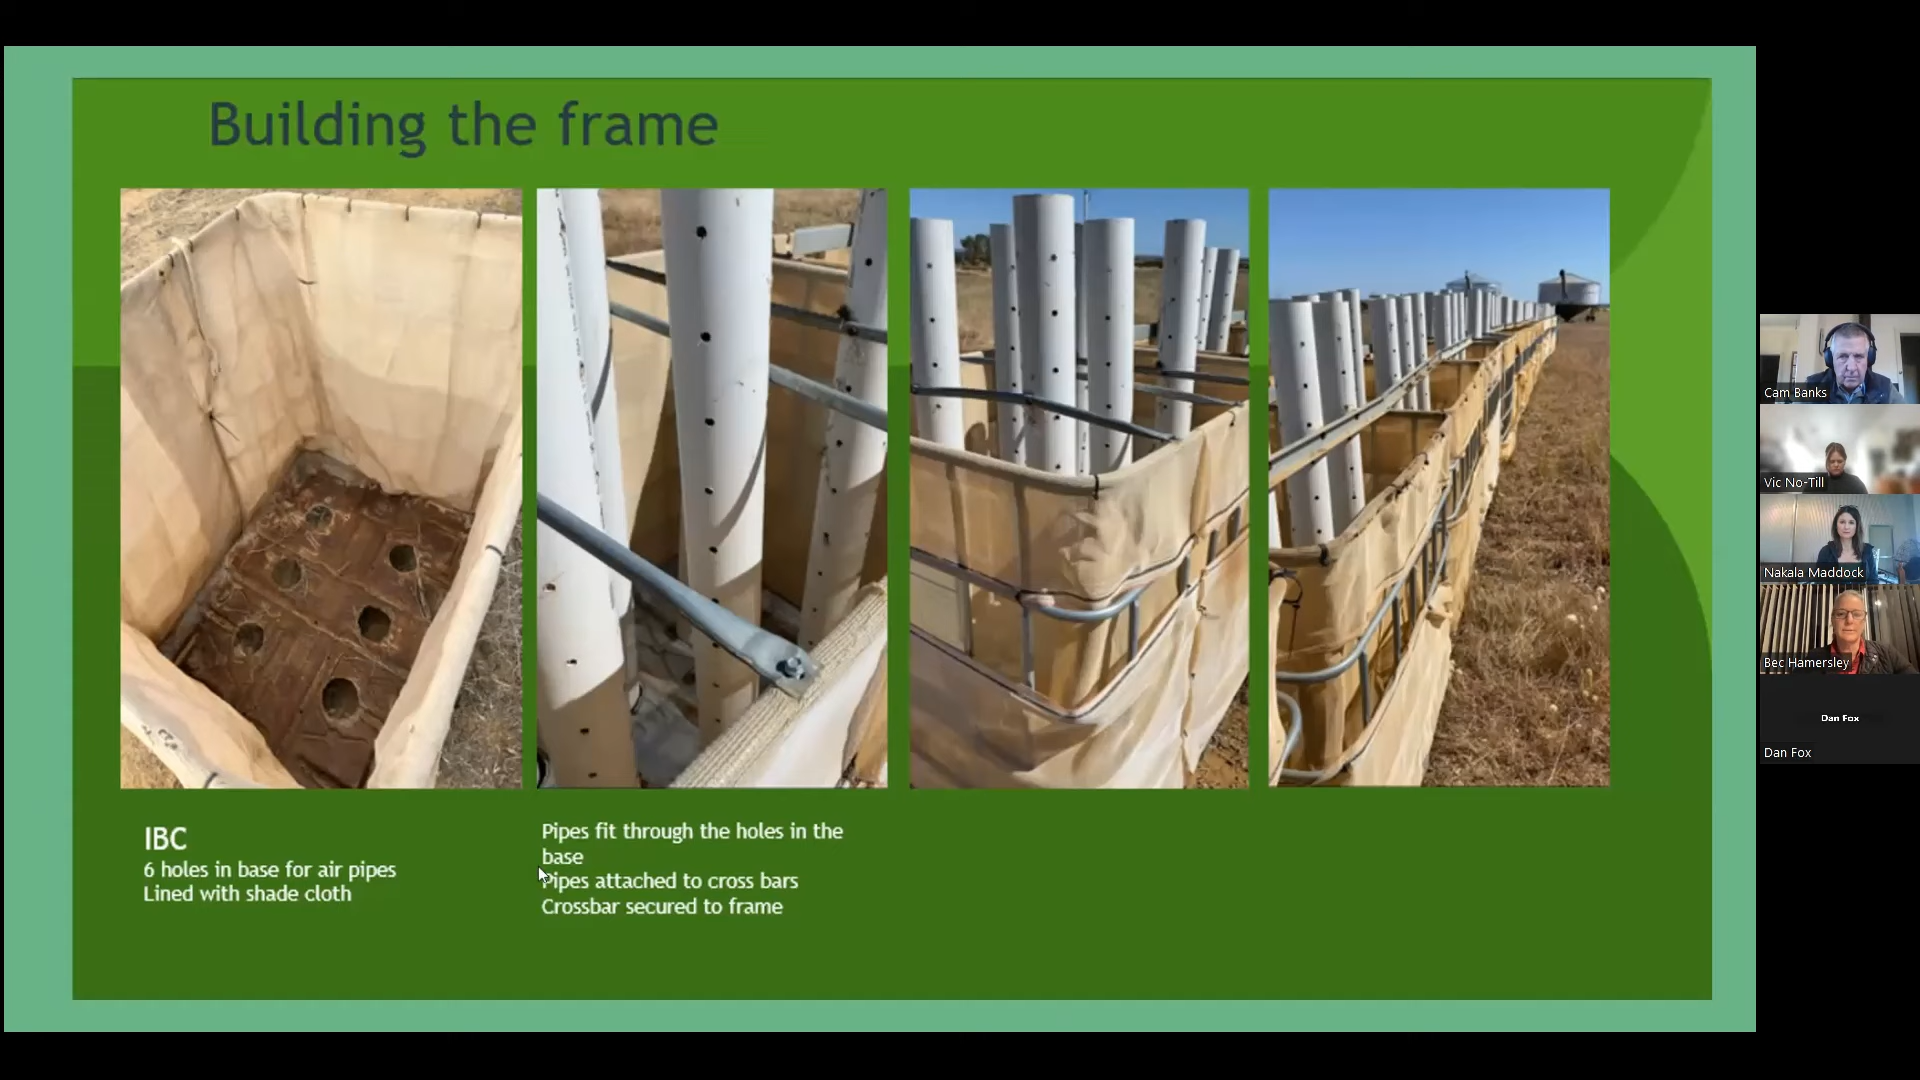 Building the frame
IBC
6 holes in base for air pipes
Lined with shade cloth
Pipes fit through the holes in the
base
Pipes attached to cross bars
Crossbar secured to frame
Cam Banks
Vic No-Till
Nakala Maddock
Bec Hamersley
Dan Fox
Dan Fox